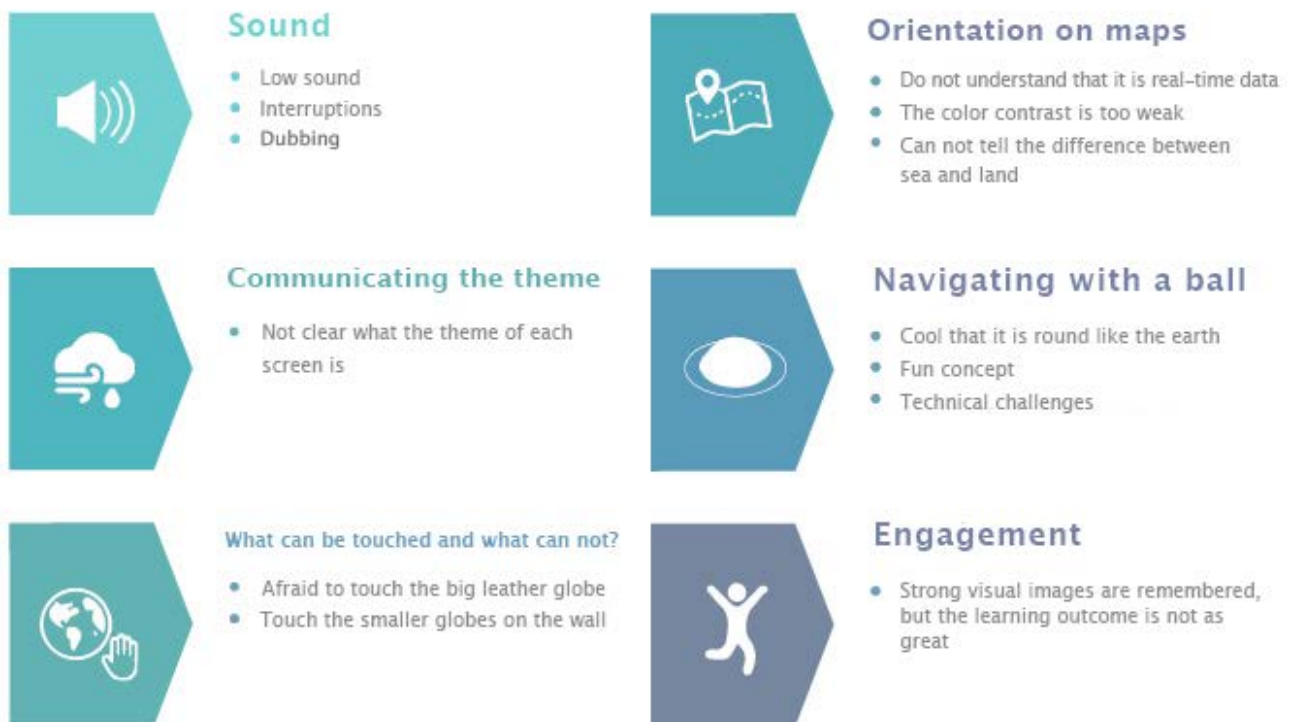 Sound
Low sound
Interruptions
Dubbing
Communicating the theme
Not clear what the theme of each
screen is
What can be touched and what can not?
Afraid to touch the big leather globe
Touch the smaller globes on the wall
Orientation on maps
Do not understand that it is real-time data
The color contrast is too weak
Can not tell the difference between
sea and land
Navigating with a ball
Cool that it is round like the earth
Fun concept
Technical challenges
Engagement
Strong visual images are remembered,
but the learning outcome is not as
great